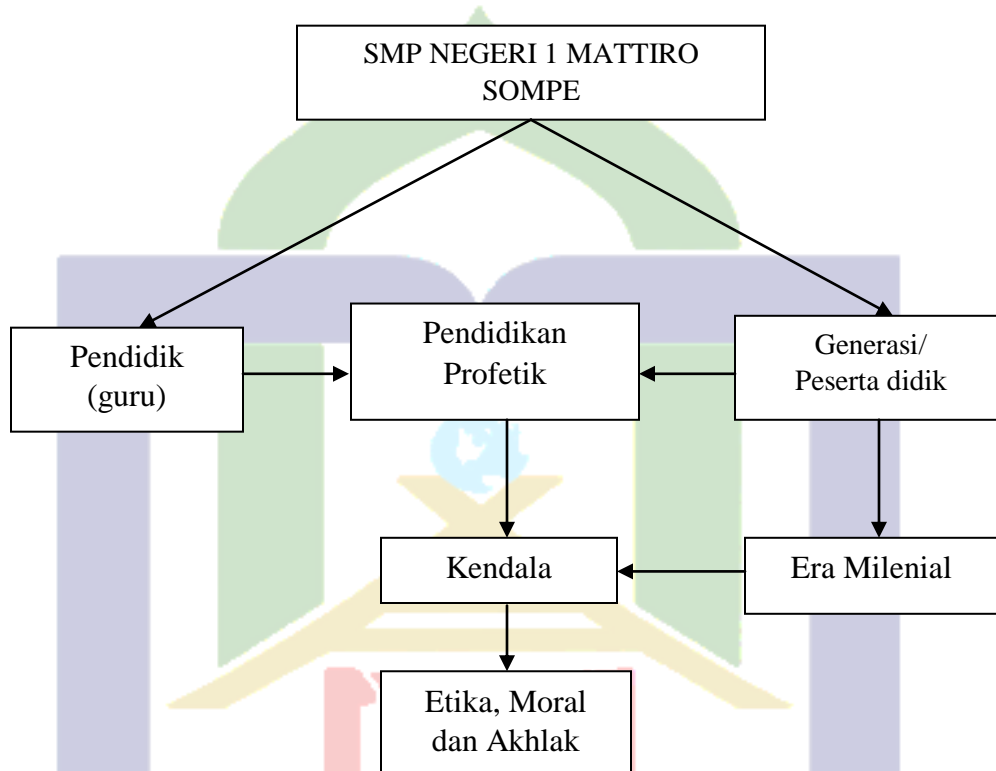 SMP NEGERI 1 MATTIRO
SOMPE
Pendidik
(guru)
Pendidikan
Profetik
Generasi/
Peserta didik
Kendala
Era Milenial
Etika, Moral
dan Akhlak